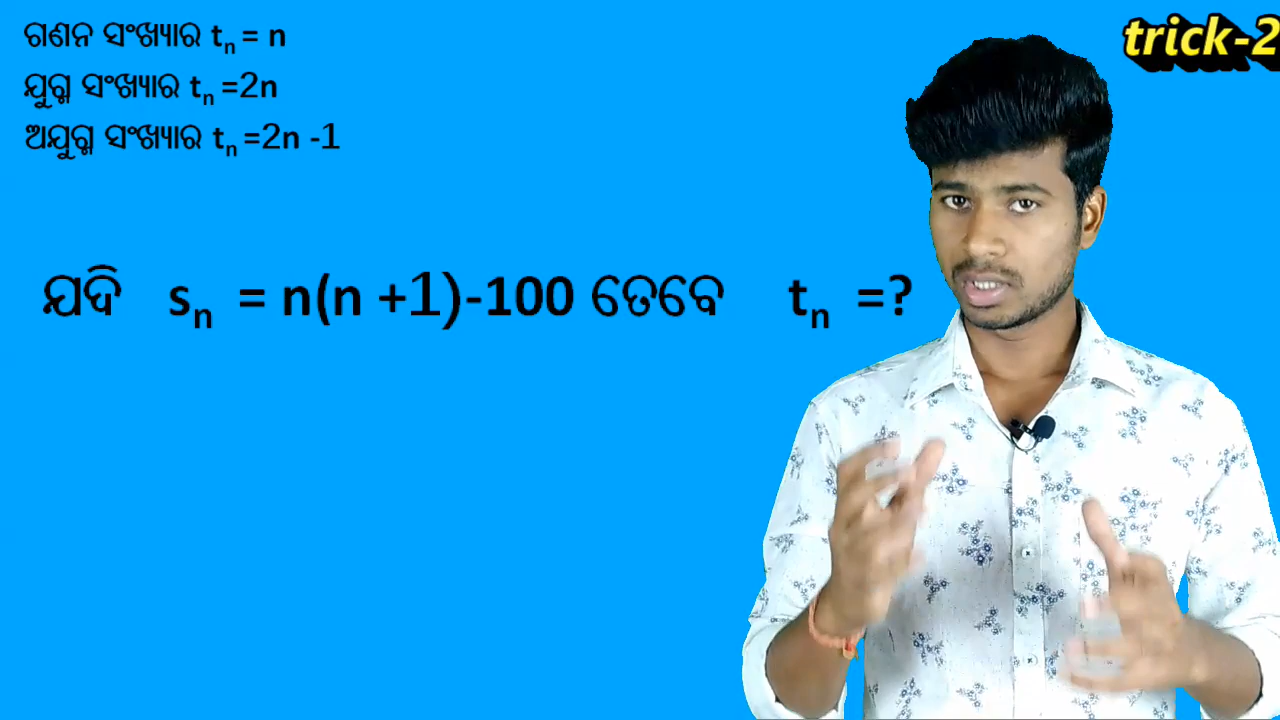 ଗଣନ ସଂଖ୍ୟାର tn = n
trick-2
ଯୁଗ୍ମ ସଂଖ୍ୟାର tn =2n
ଅଯୁଗ୍ମ ସଂଖ୍ୟାର tn =2n -1
ଯଦି sn = n(n +1)-100 ତେବେ tn =?